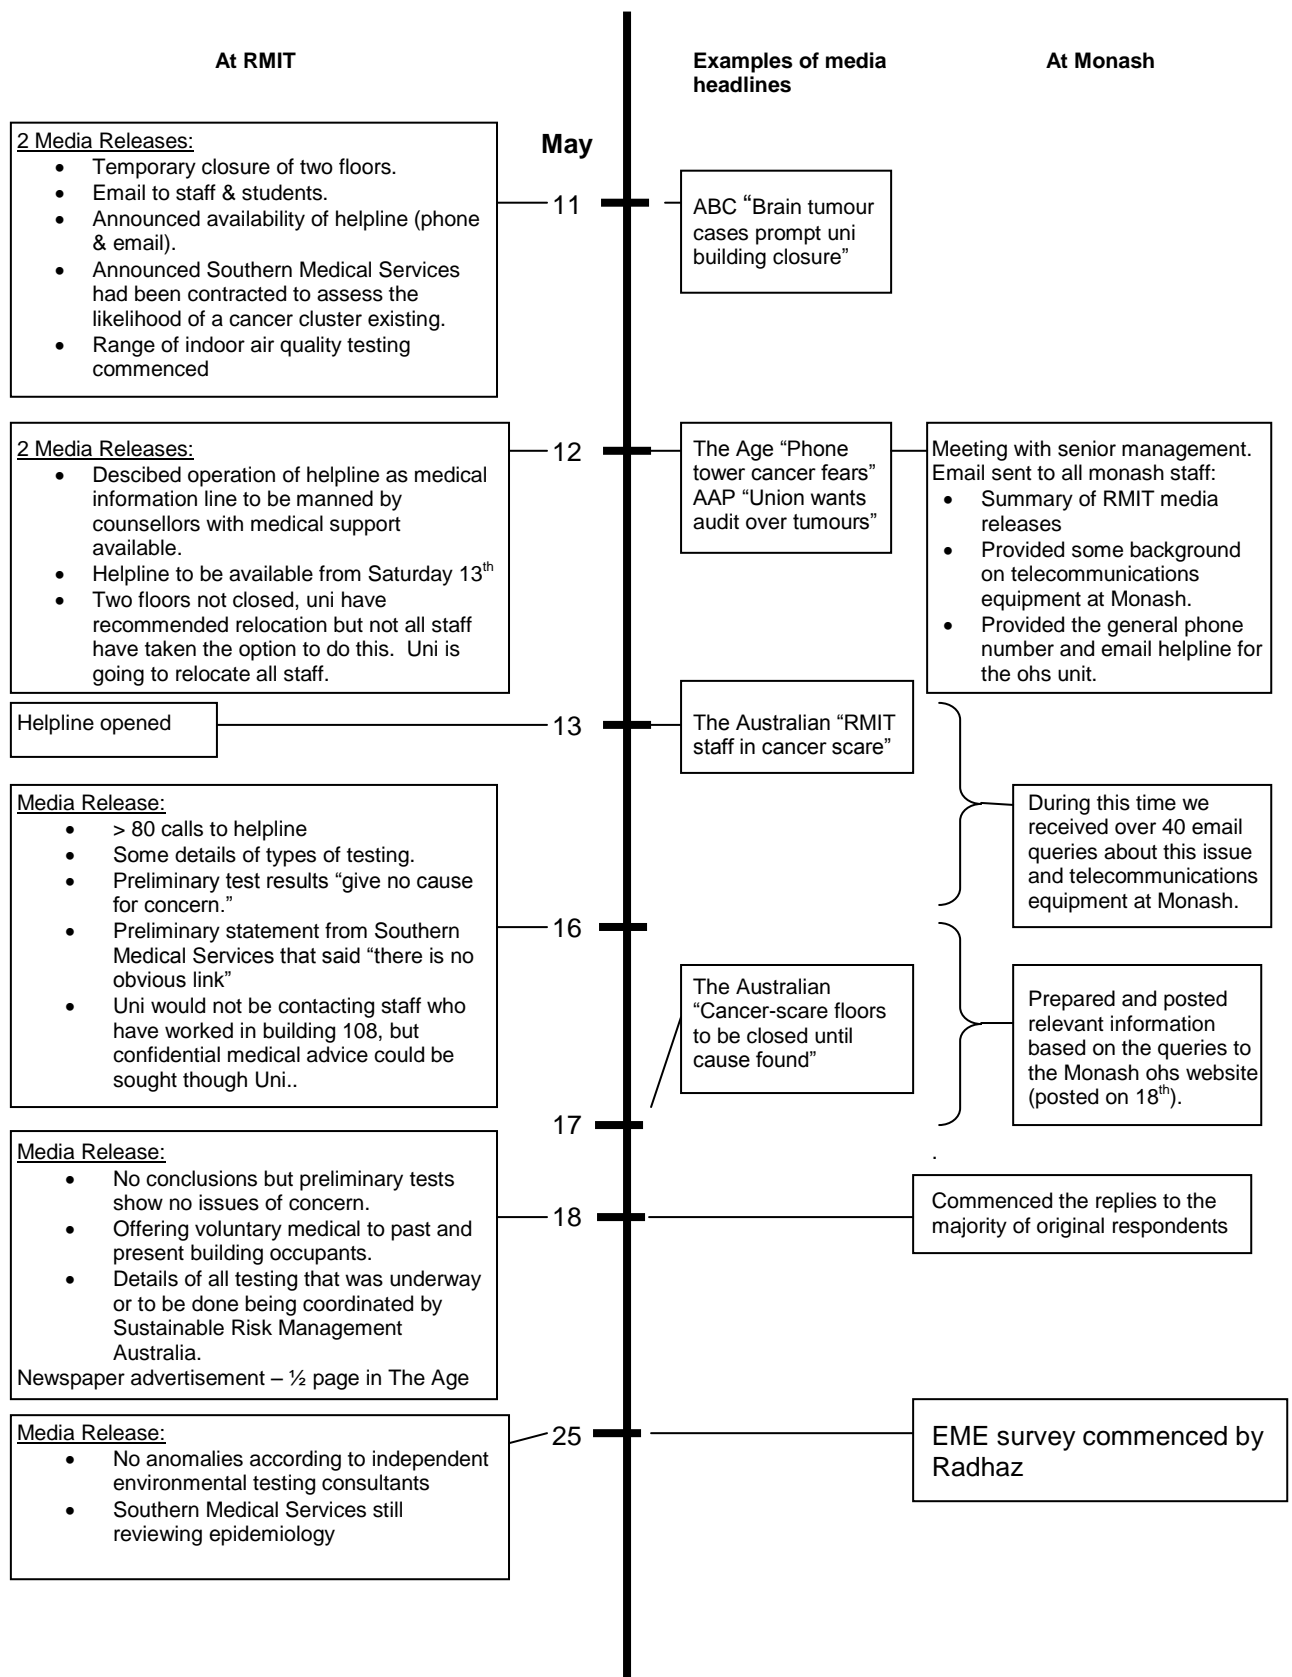 At RMIT
Examples of media
headlines
At Monash
May
2 Media Releases:
• Temporary closure of two floors.
• Email to staff & students.
• Announced availability of helpline (phone
& email).
• Announced Southern Medical Services
had been contracted to assess the
likelihood of a cancer cluster existing.
• Range of indoor air quality testing
commenced
11
ABC “Brain tumour
cases prompt uni
building closure”
2 Media Releases:
• Descibed operation of helpline as medical
information line to be manned by
counsellors with medical support
available.
• Helpline to be available from Saturday 13th
• Two floors not closed, uni have
recommended relocation but not all staff
have taken the option to do this.  Uni is
going to relocate all staff.
12
The Age “Phone
tower cancer fears”
AAP “Union wants
audit over tumours”
Meeting with senior management.
Email sent to all monash staff:
• Summary of RMIT media
releases
• Provided some background
on telecommunications
equipment at Monash.
• Provided the general phone
number and email helpline for
the ohs unit.
Helpline opened
13
The Australian “RMIT
staff in cancer scare”
During this time we
received over 40 email
queries about this issue
and telecommunications
equipment at Monash.
Media Release:
• > 80 calls to helpline
• Some details of types of testing.
• Preliminary test results “give no cause
for concern.”
• Preliminary statement from Southern
Medical Services that said “there is no
obvious link”
• Uni would not be contacting staff who
have worked in building 108, but
confidential medical advice could be
sought though Uni..
16
The Australian
“Cancer-scare floors
to be closed until
cause found”
Prepared and posted
relevant information
based on the queries to
the Monash ohs website
(posted on 18th).
17
.
Media Release:
• No conclusions but preliminary tests
show no issues of concern.
• Offering voluntary medical to past and
present building occupants.
• Details of all testing that was underway
or to be done being coordinated by
Sustainable Risk Management
Australia.
Newspaper advertisement – ½ page in The Age
18
Commenced the replies to the
majority of original respondents
Media Release:
• No anomalies according to independent
environmental testing consultants
• Southern Medical Services still
reviewing epidemiology
25
EME survey commenced by
Radhaz